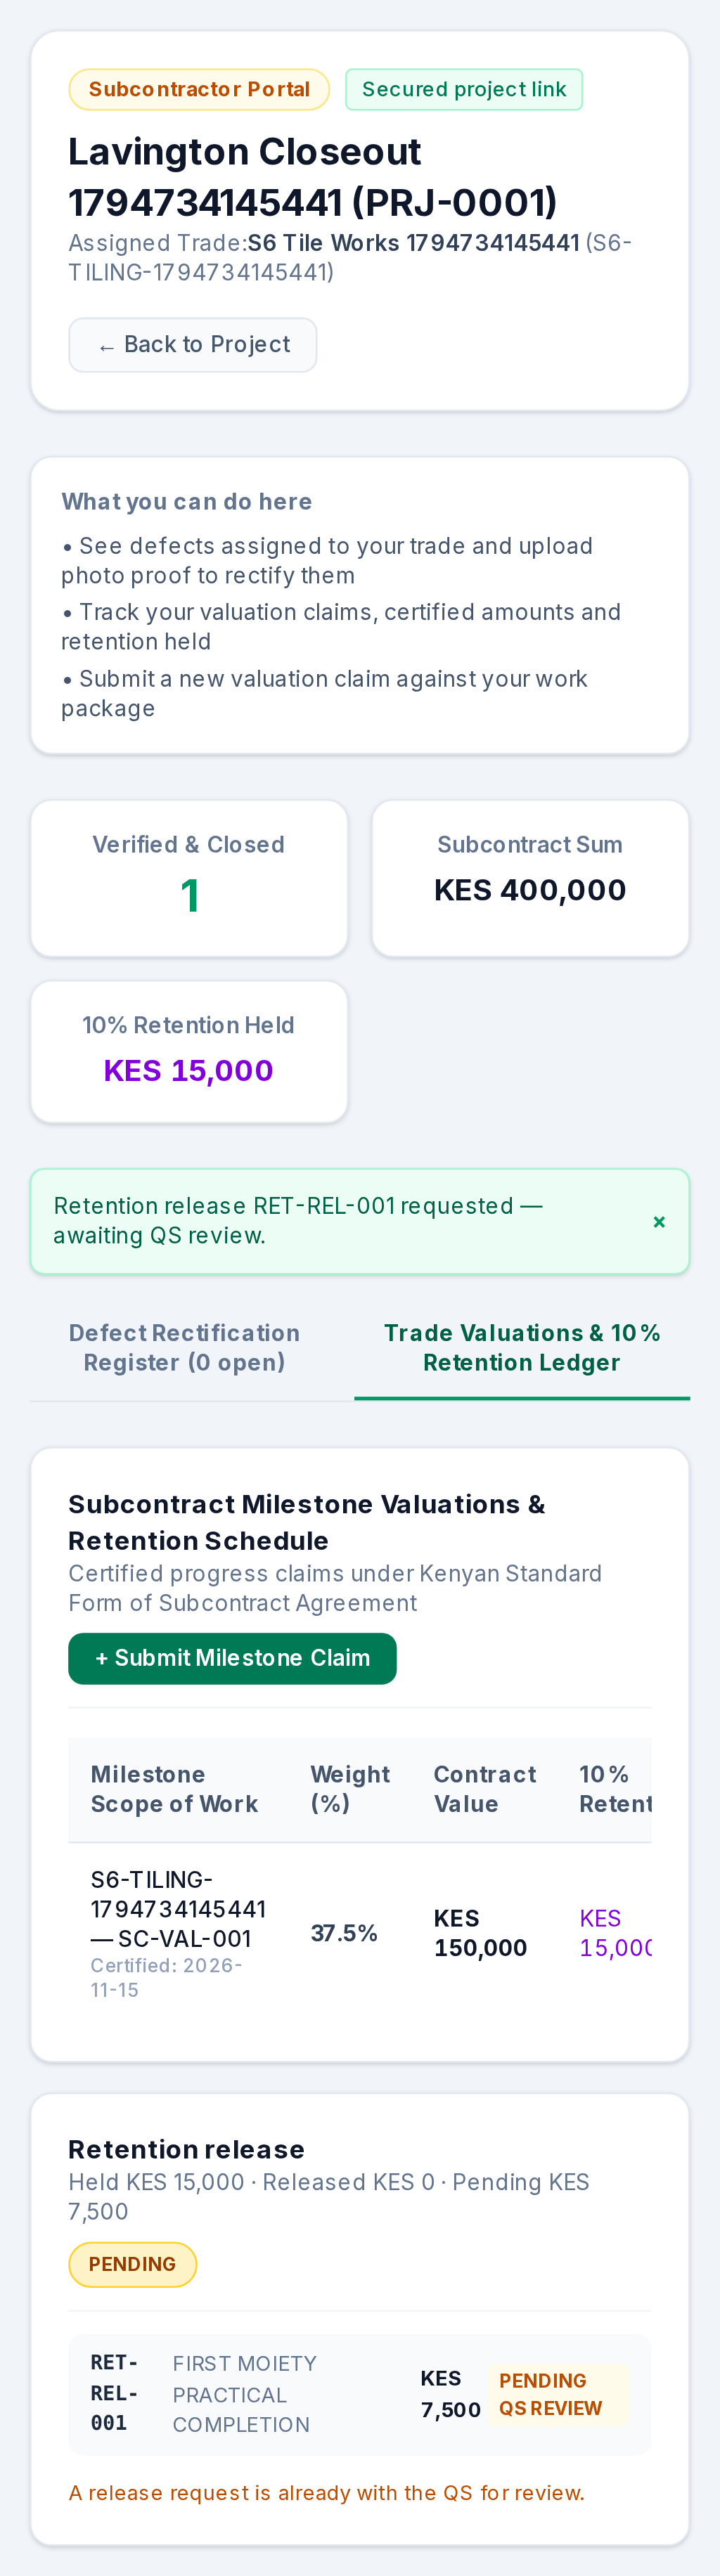 Subcontractor Portal
Secured project link
Lavington Closeout
1794734145441 (PRJ-0001)
Assigned Trade:S6 Tile Works 1794734145441 (S6-
TILING-1794734145441)
← Back to Project
What you can do here
• See defects assigned to your trade and upload
photo proof to rectify them
• Track your valuation claims, certified amounts and
retention held
• Submit a new valuation claim against your work
package
Verified & Closed
1
Subcontract Sum
KES 400,000
10% Retention Held
KES 15,000
Retention release RET-REL-001 requested —
awaiting QS review.
×
Defect Rectification
Register (0 open)
Trade Valuations & 10%
Retention Ledger
Subcontract Milestone Valuations &
Retention Schedule
Certified progress claims under Kenyan Standard
Form of Subcontract Agreement
+ Submit Milestone Claim
Milestone
Scope of Work
Weight
(%)
Contract
Value
10%
Retent
S6-TILING-
1794734145441
— SC-VAL-001
Certified: 2026-
11-15
37.5%
KES
150,000
KES
15,000
Retention release
Held KES 15,000 · Released KES 0 · Pending KES
7,500
PENDING
RET-
REL-
001
FIRST MOIETY
PRACTICAL
COMPLETION
KES
7,500
PENDING
QS REVIEW
A release request is already with the QS for review.